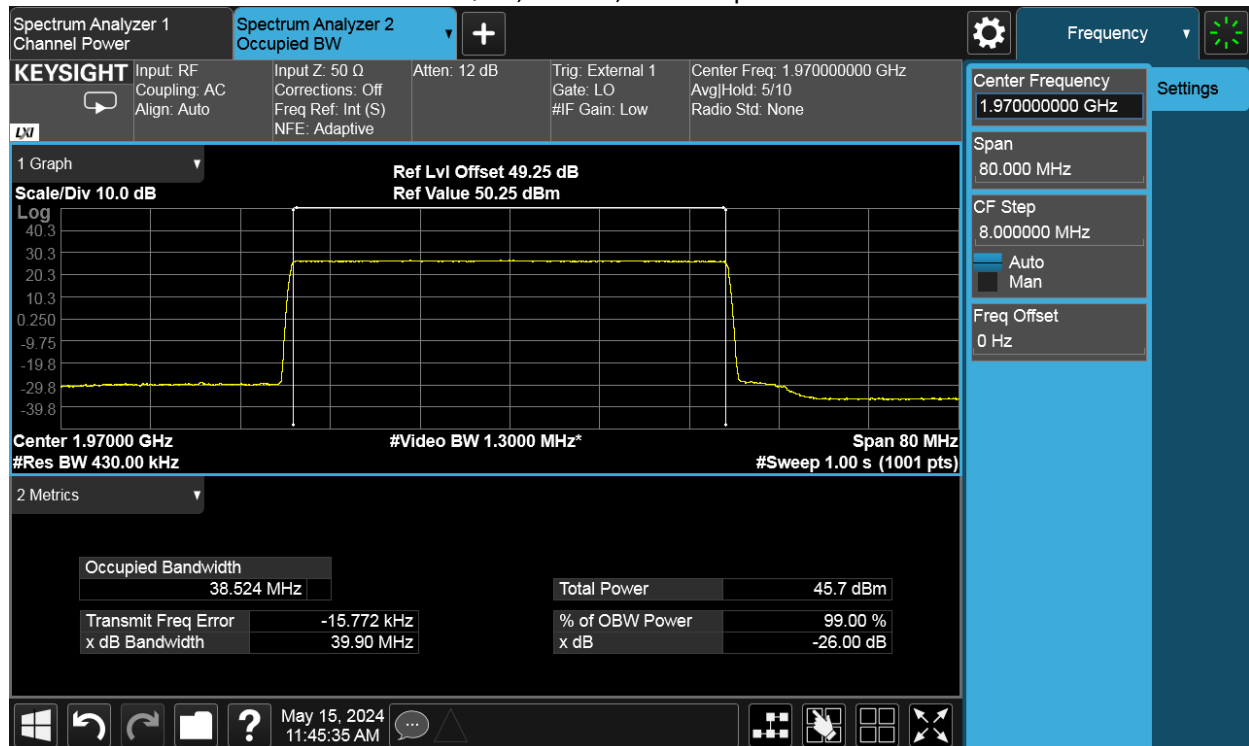 Spectrum Analyzer 1
Channel Power
Spectrum Analyzer 2
Occupied BW
Frequency
KEYSIGHT
LXI
Input: RF
Coupling: AC
Align: Auto
Input Z: 50 Ω
Corrections: Off
Freq Ref: Int (S)
NFE: Adaptive
Atten: 12 dB
Trig: External 1
Gate: LO
#IF Gain: Low
Center Freq: 1.970000000 GHz
Avg|Hold: 5/10
Radio Std: None
Center Frequency
1.970000000 GHz
Settings
Span
80.000 MHz
CF Step
8.000000 MHz
Auto
Man
Freq Offset
0 Hz
1 Graph
Scale/Div 10.0 dB
Ref Lvl Offset 49.25 dB
Ref Value 50.25 dBm
Log
40.3
30.3
20.3
10.3
0.250
-9.75
-19.8
-29.8
-39.8
Center 1.97000 GHz
#Video BW 1.3000 MHz*
Span 80 MHz
#Res BW 430.00 kHz
#Sweep 1.00 s (1001 pts)
2 Metrics
Occupied Bandwidth
38.524 MHz
Total Power 45.7 dBm
Transmit Freq Error -15.772 kHz
% of OBW Power 99.00 %
x dB Bandwidth 39.90 MHz
x dB -26.00 dB
May 15, 2024
11:45:35 AM